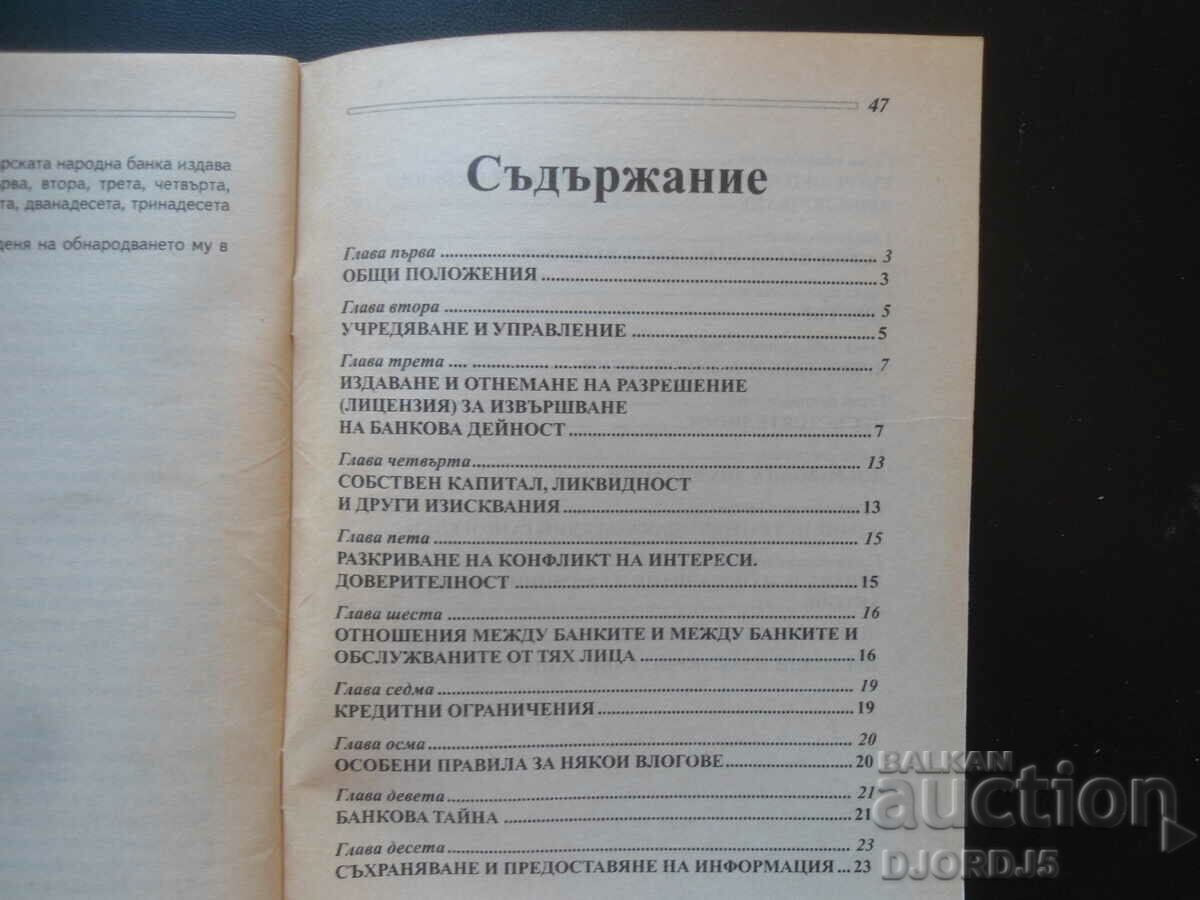 рската народна банка издава
рва, втора, трета, четвърта,
та, дванадесета, тринадесета
деня на обнародването му в
47
Съдържание
Глава първа 3
ОБЩИ ПОЛОЖЕНИЯ 3
Глава втора 5
УЧРЕДЯВАНЕ И УПРАВЛЕНИЕ 5
Глава трета 7
ИЗДАВАНЕ И ОТНЕМАНЕ НА РАЗРЕШЕНИЕ
(ЛИЦЕНЗИЯ) ЗА ИЗВЪРШВАНЕ
НА БАНКОВА ДЕЙНОСТ 7
Глава четвърта 13
СОБСТВЕН КАПИТАЛ, ЛИКВИДНОСТ
И ДРУГИ ИЗИСКВАНИЯ 13
Глава пета 15
РАЗКРИВАНЕ НА КОНФЛИКТ НА ИНТЕРЕСИ.
ДОВЕРИТЕЛНОСТ 15
Глава шеста 16
ОТНОШЕНИЯ МЕЖДУ БАНКИТЕ И МЕЖДУ БАНКИТЕ И
ОБСЛУЖВАНИТЕ ОТ ТЯХ ЛИЦА 16
Глава седма 19
КРЕДИТНИ ОГРАНИЧЕНИЯ 19
Глава осма 20
ОСОБЕНИ ПРАВИЛА ЗА НЯКОИ ВЛОГОВЕ 20
Глава девета 21
БАНКОВА ТАЙНА 21
Глава десета 23
СЪХРАНЯВАНЕ И ПРЕДОСТАВЯНЕ НА ИНФОРМАЦИЯ ... 23
BALKAN
auction
DJORDJ5